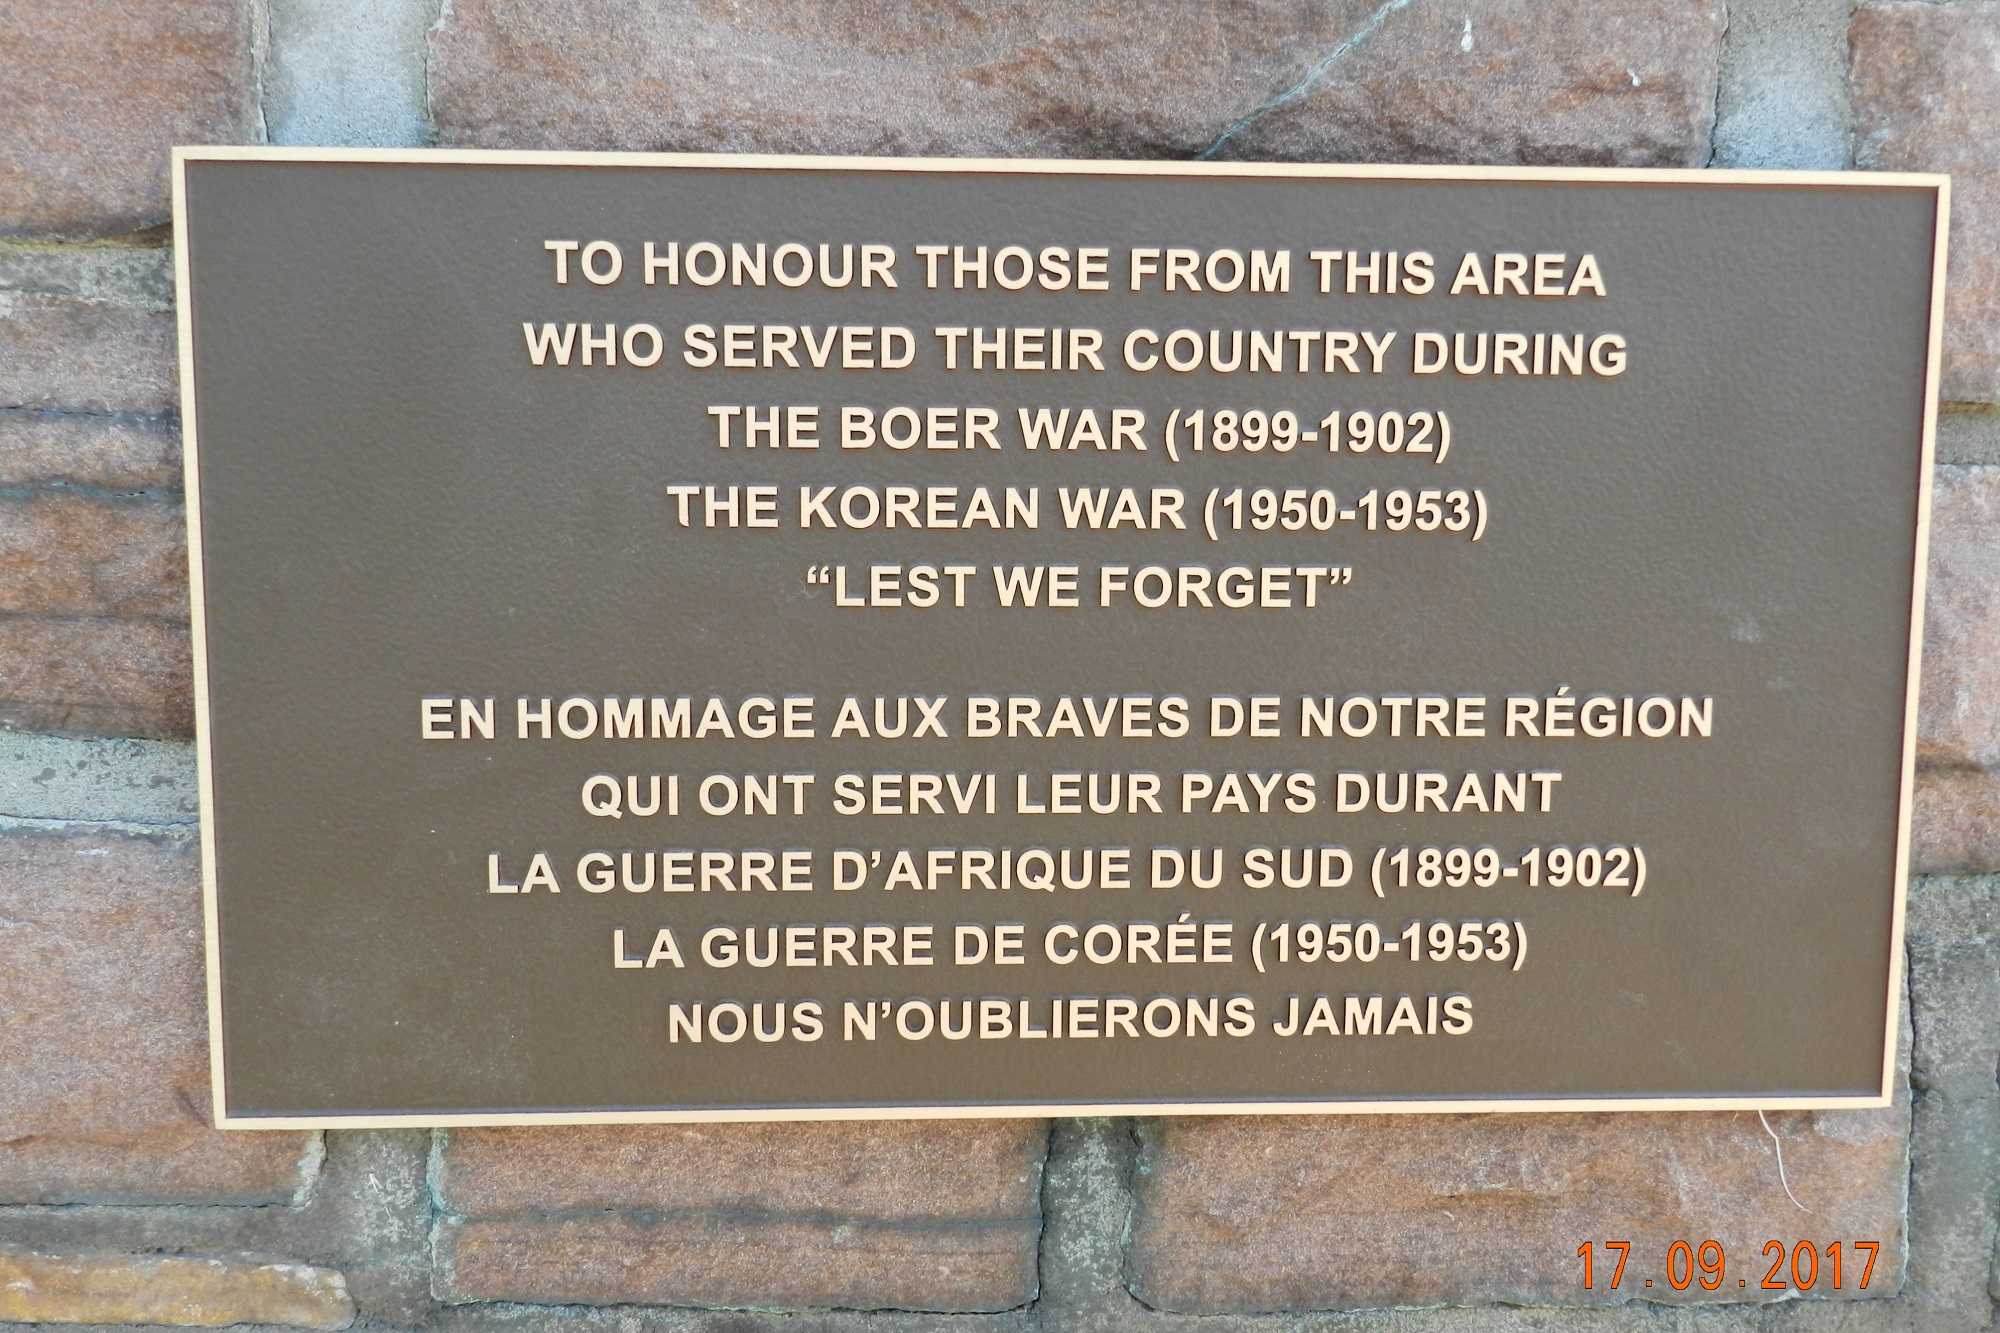 TO HONOUR THOSE FROM THIS AREA
WHO SERVED THEIR COUNTRY DURING
THE BOER WAR (1899-1902)
THE KOREAN WAR (1950-1953)
“LEST WE FORGET”
EN HOMMAGE AUX BRAVES DE NOTRE RÉGION
QUI ONT SERVI LEUR PAYS DURANT
LA GUERRE D’AFRIQUE DU SUD (1899-1902)
LA GUERRE DE CORÉE (1950-1953)
NOUS N’OUBLIERONS JAMAIS
17.09.2017